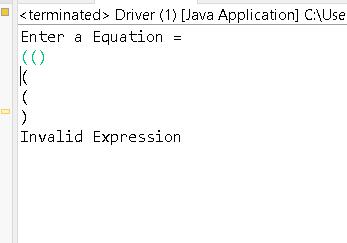 <terminated> Driver (1) [Java Application] C:\Use
Enter a Equation =
(()
(
(
)
Invalid Expression